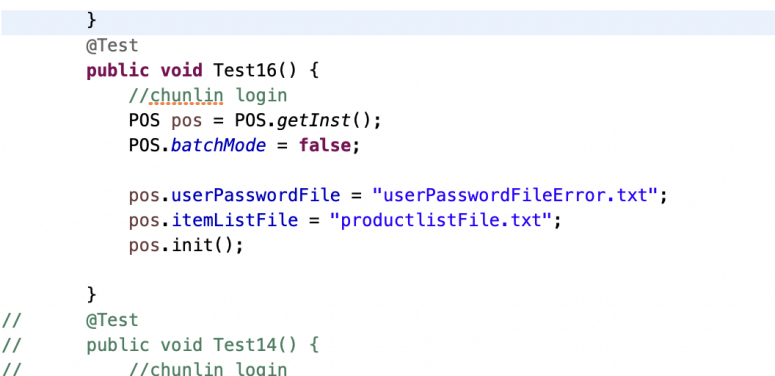 }
@Test
public void Test16() {
//chunlin login
POS pos = POS.getInst();
POS.batchMode = false;
pos.userPasswordFile = "userPasswordFileError.txt";
pos.itemListFile = "productlistFile.txt";
pos.init();
}
// @Test
// public void Test14() {
// //chunlin login